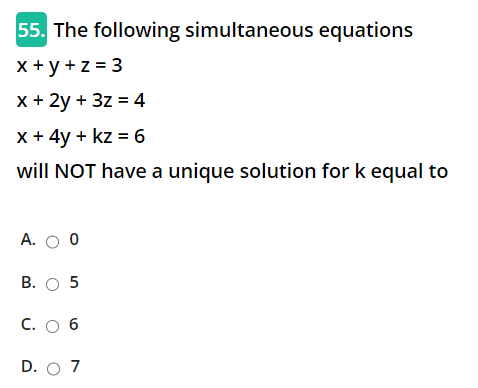 55. The following simultaneous equations
x + y + z = 3
x + 2y + 3z = 4
x + 4y + kz = 6
will NOT have a unique solution for k equal to
A. 0
B. 5
C. 6
D. 7